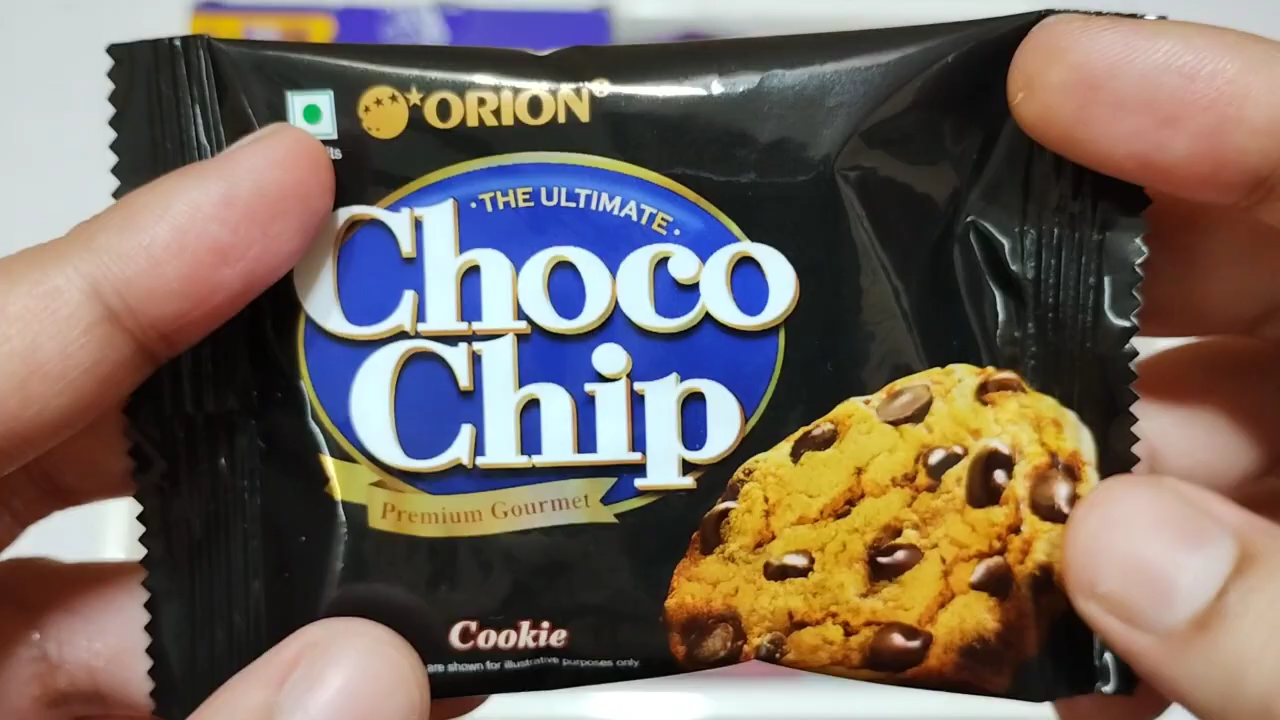 ORION®
·THE ULTIMATE·
Choco
Chip
Premium Gourmet
Cookie
are shown for illustrative purposes only